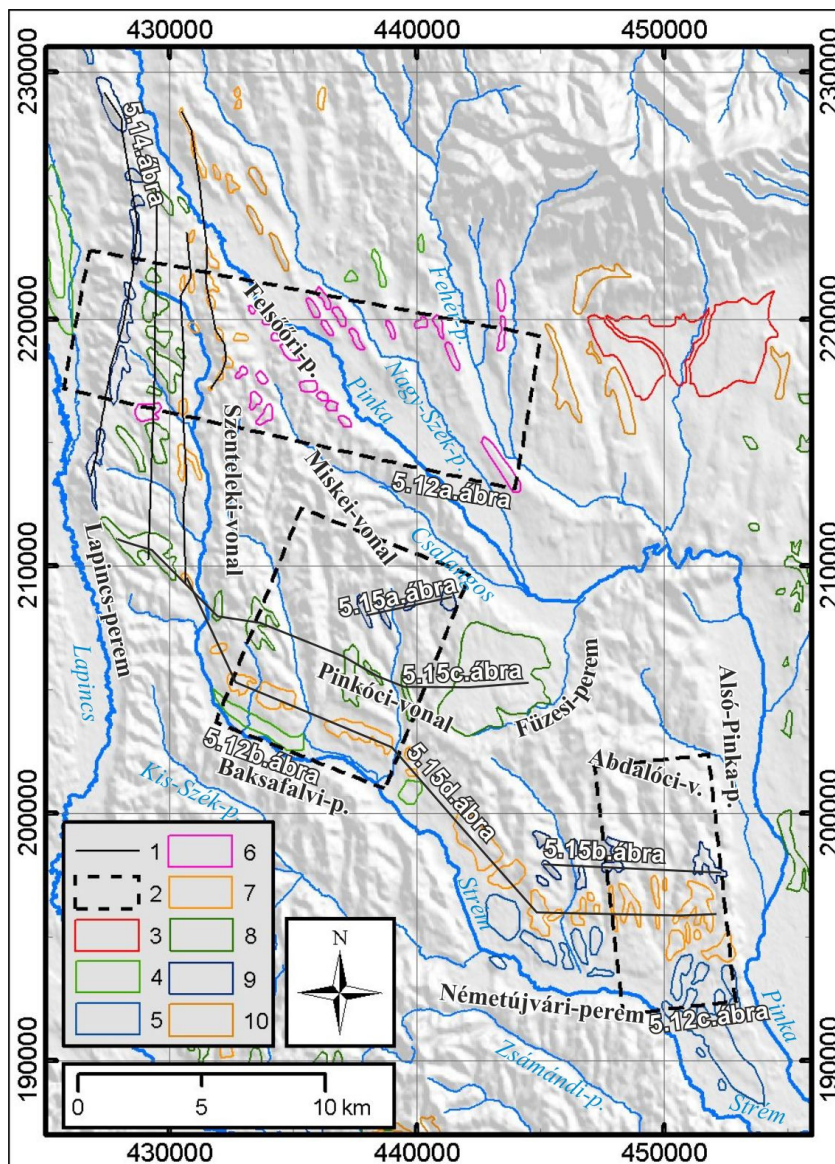 430000 440000 450000
230000
230000
5.14.ábra
Fehér-p.
220000
220000
Felsőőri-p.
Pinka
Nagy-Szék-p.
Szenteleki-vonal
Miskei-vonal
5.12a.ábra
Csalangos
210000
210000
Lapincs-perem
Lapincs
5.15a.ábra
5.15c.ábra
Pinkóci-vonal
Füzesi-perem
Alsó-Pinka-p.
5.12b.ábra
Baksafalvi-p.
Kis-Szék-p.
5.15d.ábra
Abdalóci-v.
200000
200000
5.15b.ábra
Strém
Németújvári-perem
5.12c.ábra
Pinka
Zsámándi-p.
Strém
190000
190000
1 6
2 7
3 8
4 9
5 10
N
0 5 10 km
430000 440000 450000